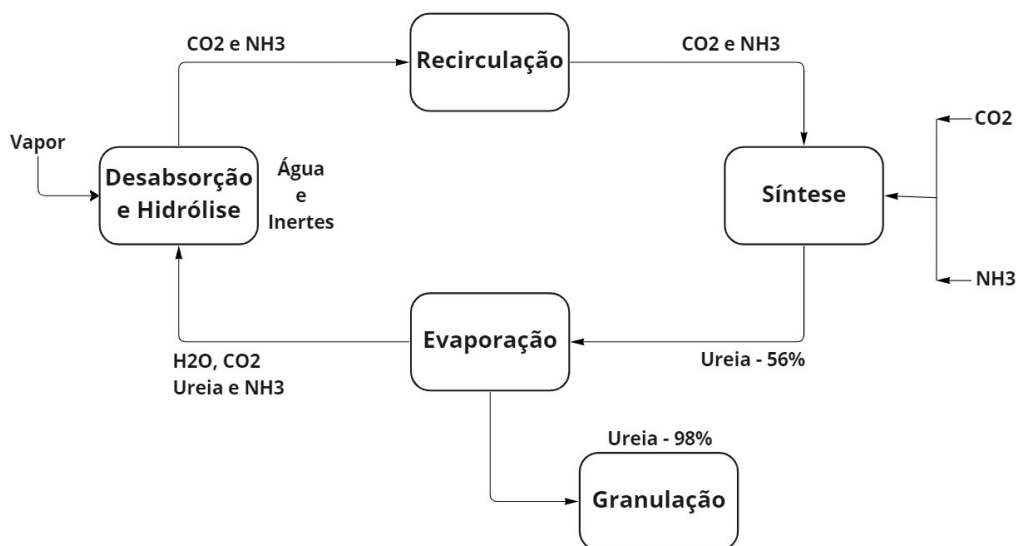 CO2 e NH3
Recirculação
CO2 e NH3
Vapor
Desabsorção
e Hidrólise
Água
e
Inertes
Síntese
CO2
NH3
Evaporação
H2O, CO2
Ureia e NH3
Ureia - 56%
Ureia - 98%
Granulação